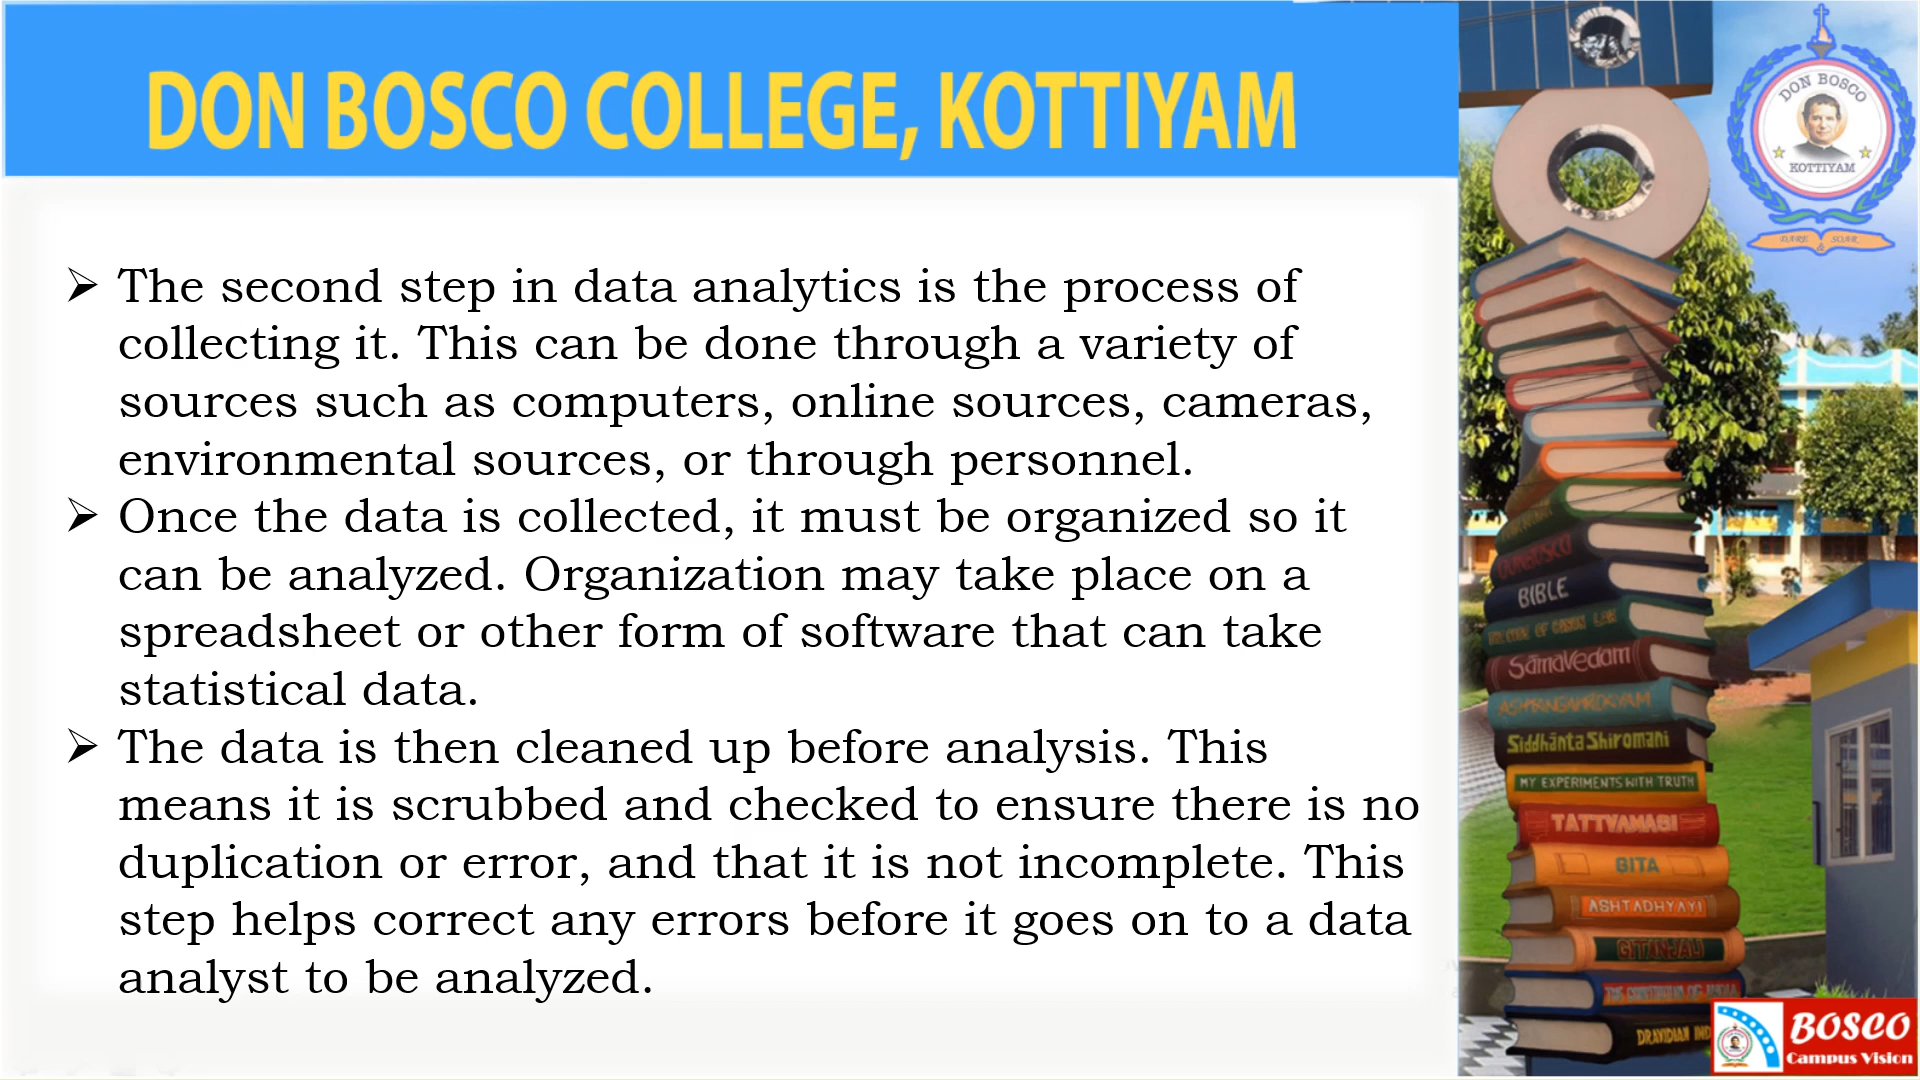 DON BOSCO COLLEGE, KOTTIYAM
➢ The second step in data analytics is the process of
collecting it. This can be done through a variety of
sources such as computers, online sources, cameras,
environmental sources, or through personnel.
➢ Once the data is collected, it must be organized so it
can be analyzed. Organization may take place on a
spreadsheet or other form of software that can take
statistical data.
➢ The data is then cleaned up before analysis. This
means it is scrubbed and checked to ensure there is no
duplication or error, and that it is not incomplete. This
step helps correct any errors before it goes on to a data
analyst to be analyzed.
DON BOSCO
KOTTIYAM
DARE & SOAR
BIBLE
Sāmavedam
Siddhānta Shiromani
MY EXPERIMENTS WITH TRUTH
TATTVAMASI
GITA
ASHTADHYAYI
GITANJALI
DRAVIDIAN
BOSCO
Campus Vision